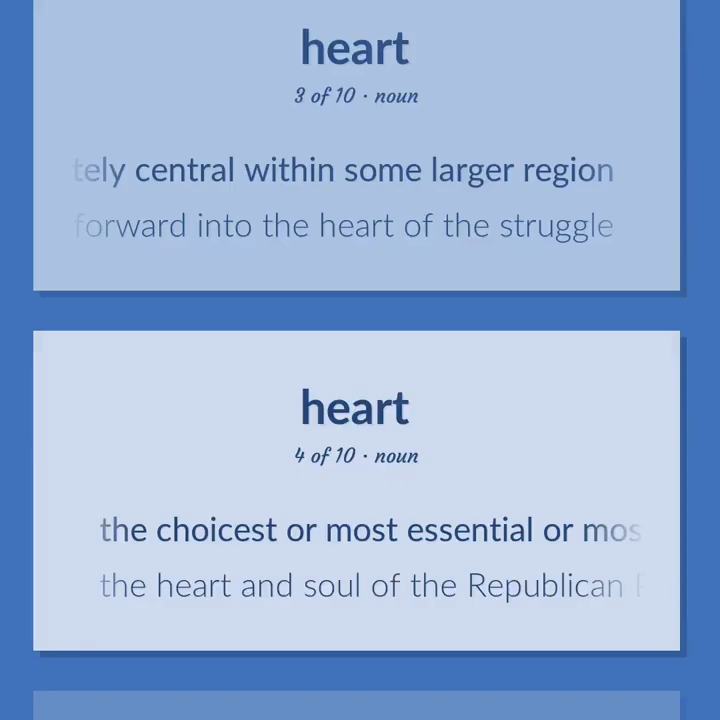 heart
3 of 10 · noun
tely central within some larger region
forward into the heart of the struggle
heart
4 of 10 · noun
the choicest or most essential or mos
the heart and soul of the Republican